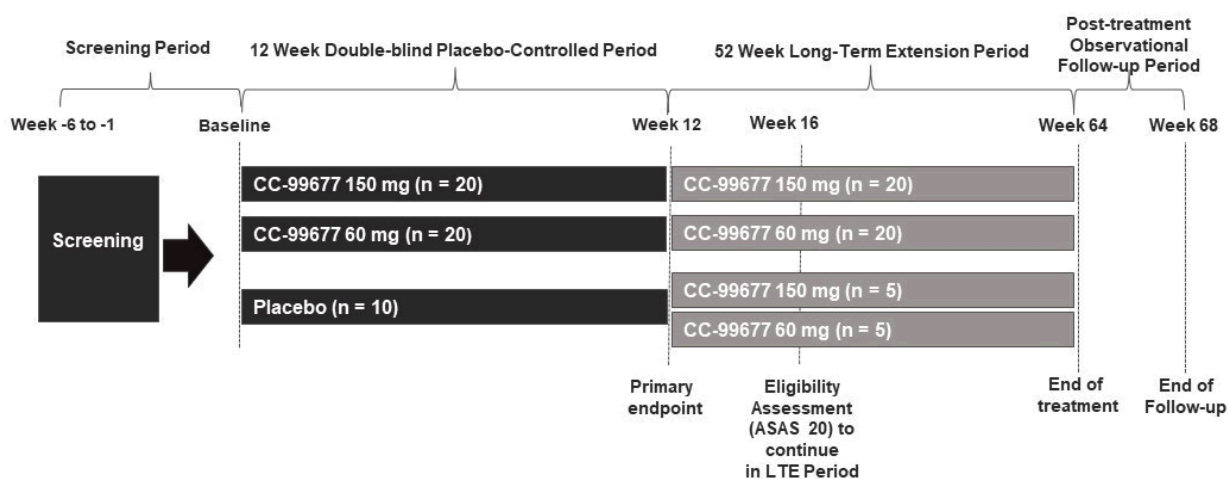 Screening Period
12 Week Double-blind Placebo-Controlled Period
52 Week Long-Term Extension Period
Post-treatment
Observational
Follow-up Period
Week -6 to -1
Baseline
Week 12
Week 16
Week 64
Week 68
Screening
CC-99677 150 mg (n = 20)
CC-99677 150 mg (n = 20)
CC-99677 60 mg (n = 20)
CC-99677 60 mg (n = 20)
Placebo (n = 10)
CC-99677 150 mg (n = 5)
CC-99677 60 mg (n = 5)
Primary
endpoint
Eligibility
Assessment
(ASAS 20) to
continue
in LTE Period
End of
treatment
End of
Follow-up